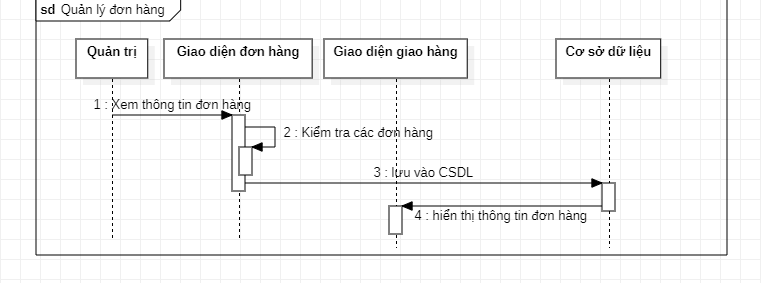 sd Quản lý đơn hàng
Quản trị
Giao diện đơn hàng
Giao diện giao hàng
Cơ sở dữ liệu
1 : Xem thông tin đơn hàng
2 : Kiểm tra các đơn hàng
3 : lưu vào CSDL
4 : hiển thị thông tin đơn hàng